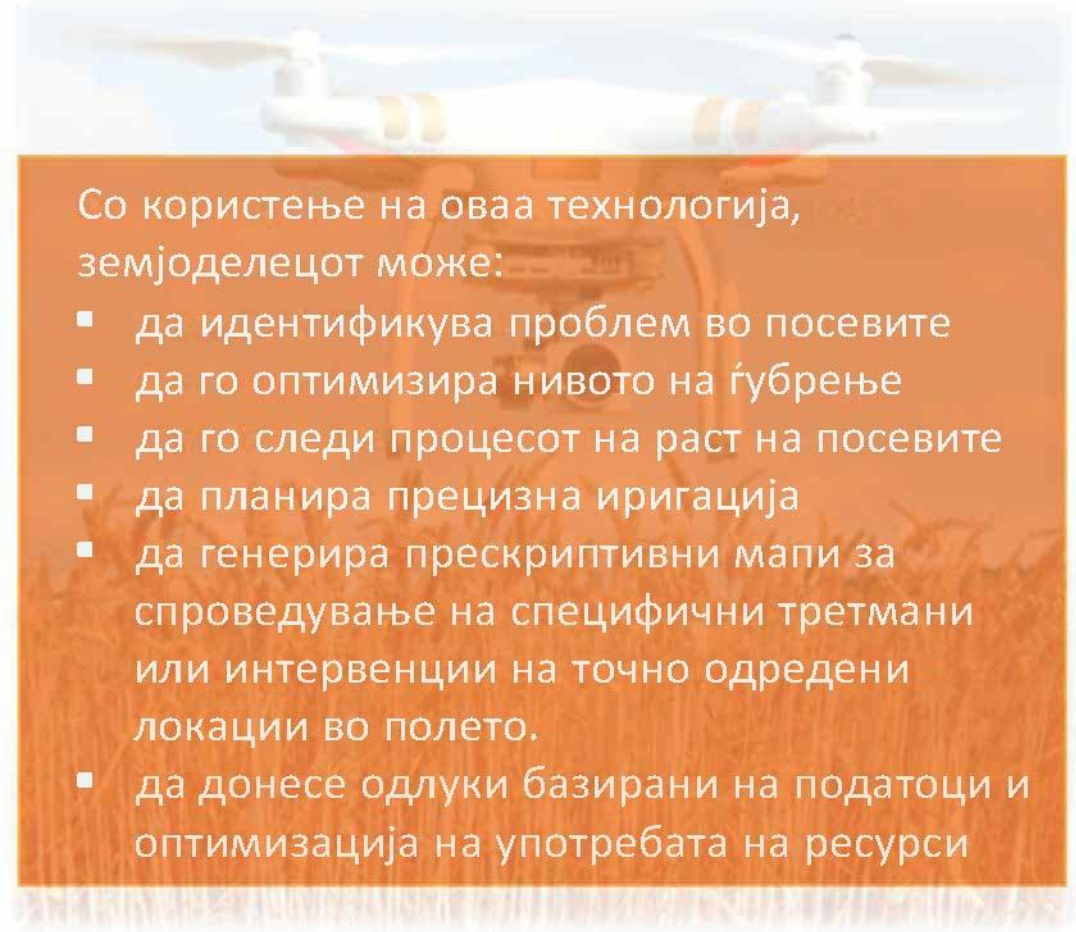 Со користење на оваа технологија,
земјоделецот може:
▪ да идентификува проблем во посевите
▪ да го оптимизира нивото на ѓубрење
▪ да го следи процесот на раст на посевите
▪ да планира прецизна иригација
▪ да генерира прескриптивни мапи за
спроведување на специфични третмани
или интервенции на точно одредени
локации во полето.
▪ да донесе одлуки базирани на податоци и
оптимизација на употребата на ресурси